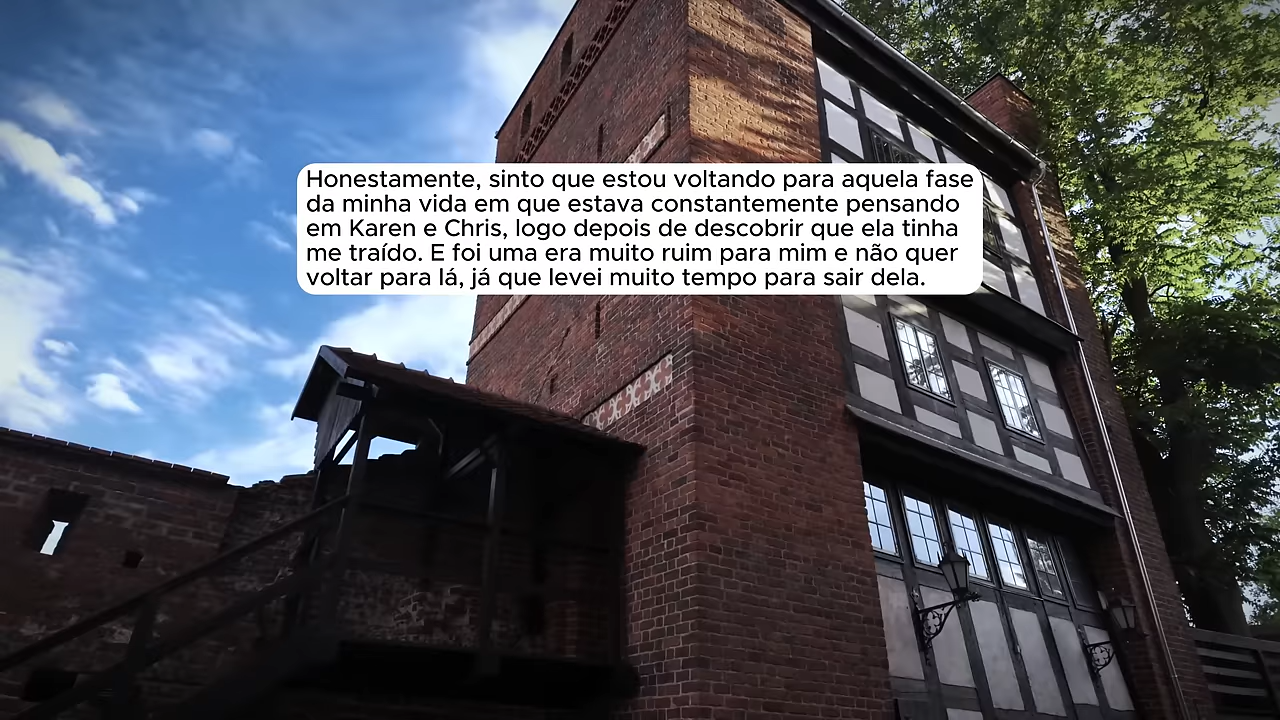 Honestamente, sinto que estou voltando para aquela fase
da minha vida em que estava constantemente pensando
em Karen e Chris, logo depois de descobrir que ela tinha
me traído. E foi uma era muito ruim para mim e não quer
voltar para lá, já que levei muito tempo para sair dela.